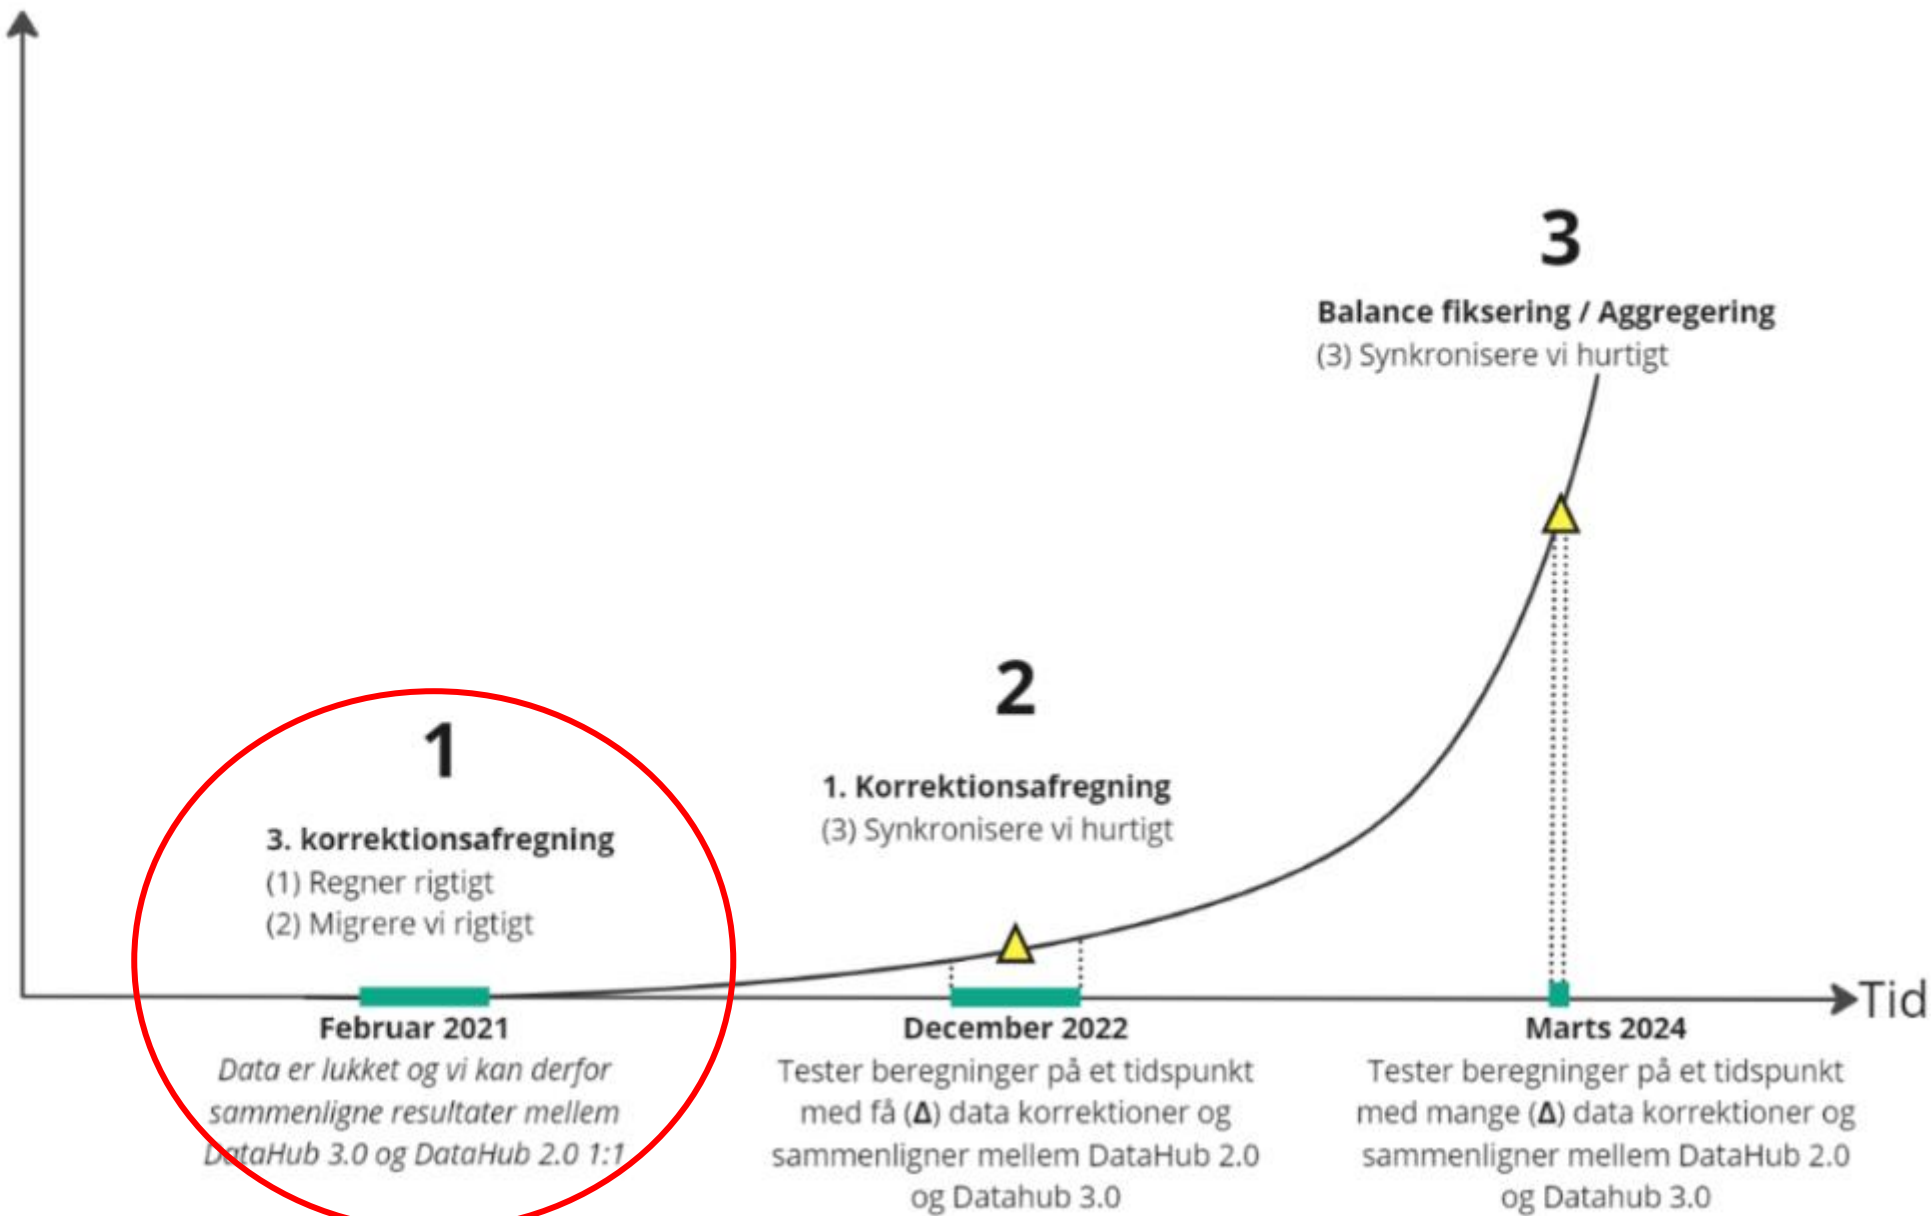 1
3. korrektionsafregning
(1) Regner rigtigt
(2) Migrere vi rigtigt
Februar 2021
Data er lukket og vi kan derfor
sammenligne resultater mellem
DataHub 3.0 og DataHub 2.0 1:1
2
1. Korrektionsafregning
(3) Synkronisere vi hurtigt
December 2022
Tester beregninger på et tidspunkt
med få (Δ) data korrektioner og
sammenligner mellem DataHub 2.0
og Datahub 3.0
3
Balance fiksering / Aggregering
(3) Synkronisere vi hurtigt
Marts 2024
Tester beregninger på et tidspunkt
med mange (Δ) data korrektioner og
sammenligner mellem DataHub 2.0
og Datahub 3.0
Tid